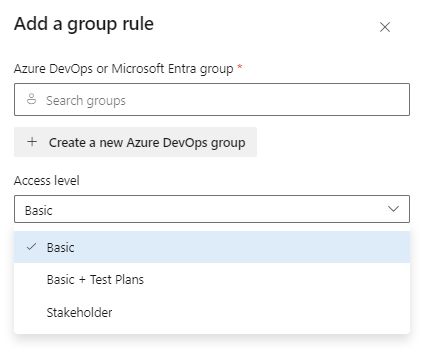 Add a group rule
Azure DevOps or Microsoft Entra group *
Search groups
+ Create a new Azure DevOps group
Access level
Basic
Basic
Basic + Test Plans
Stakeholder